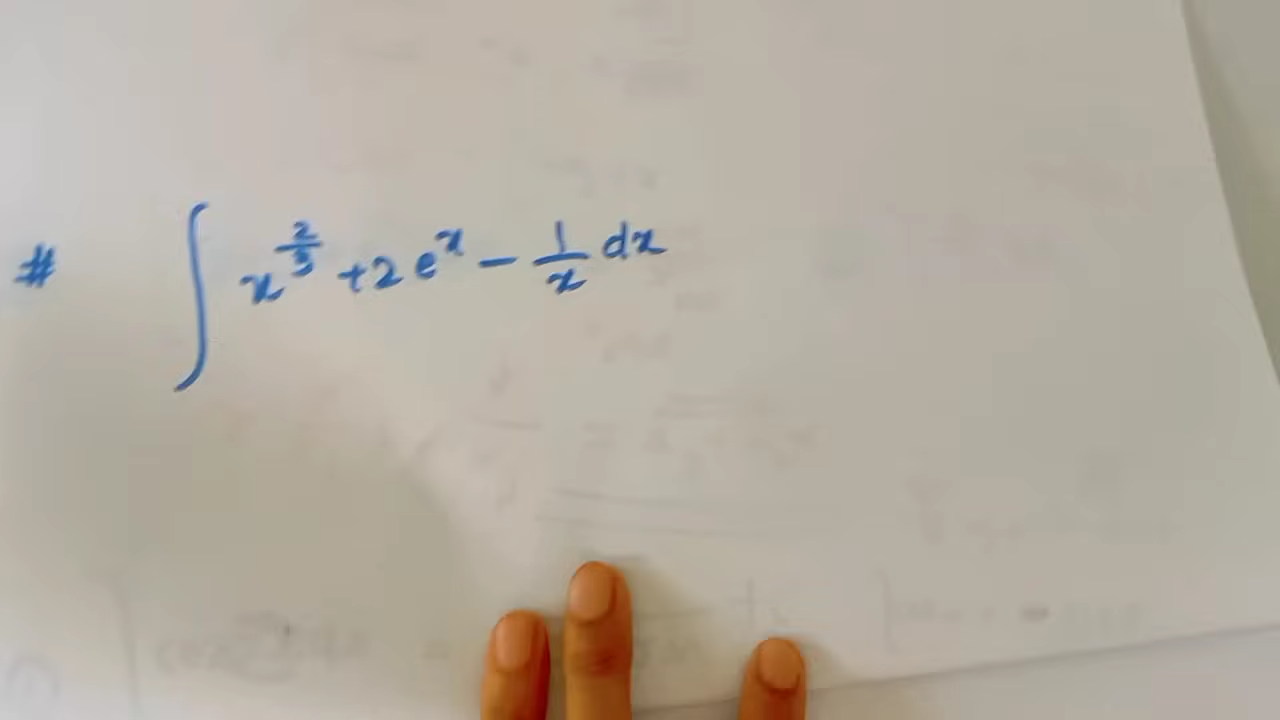 # ∫ x^{2/3} + 2e^x - 1/x dx